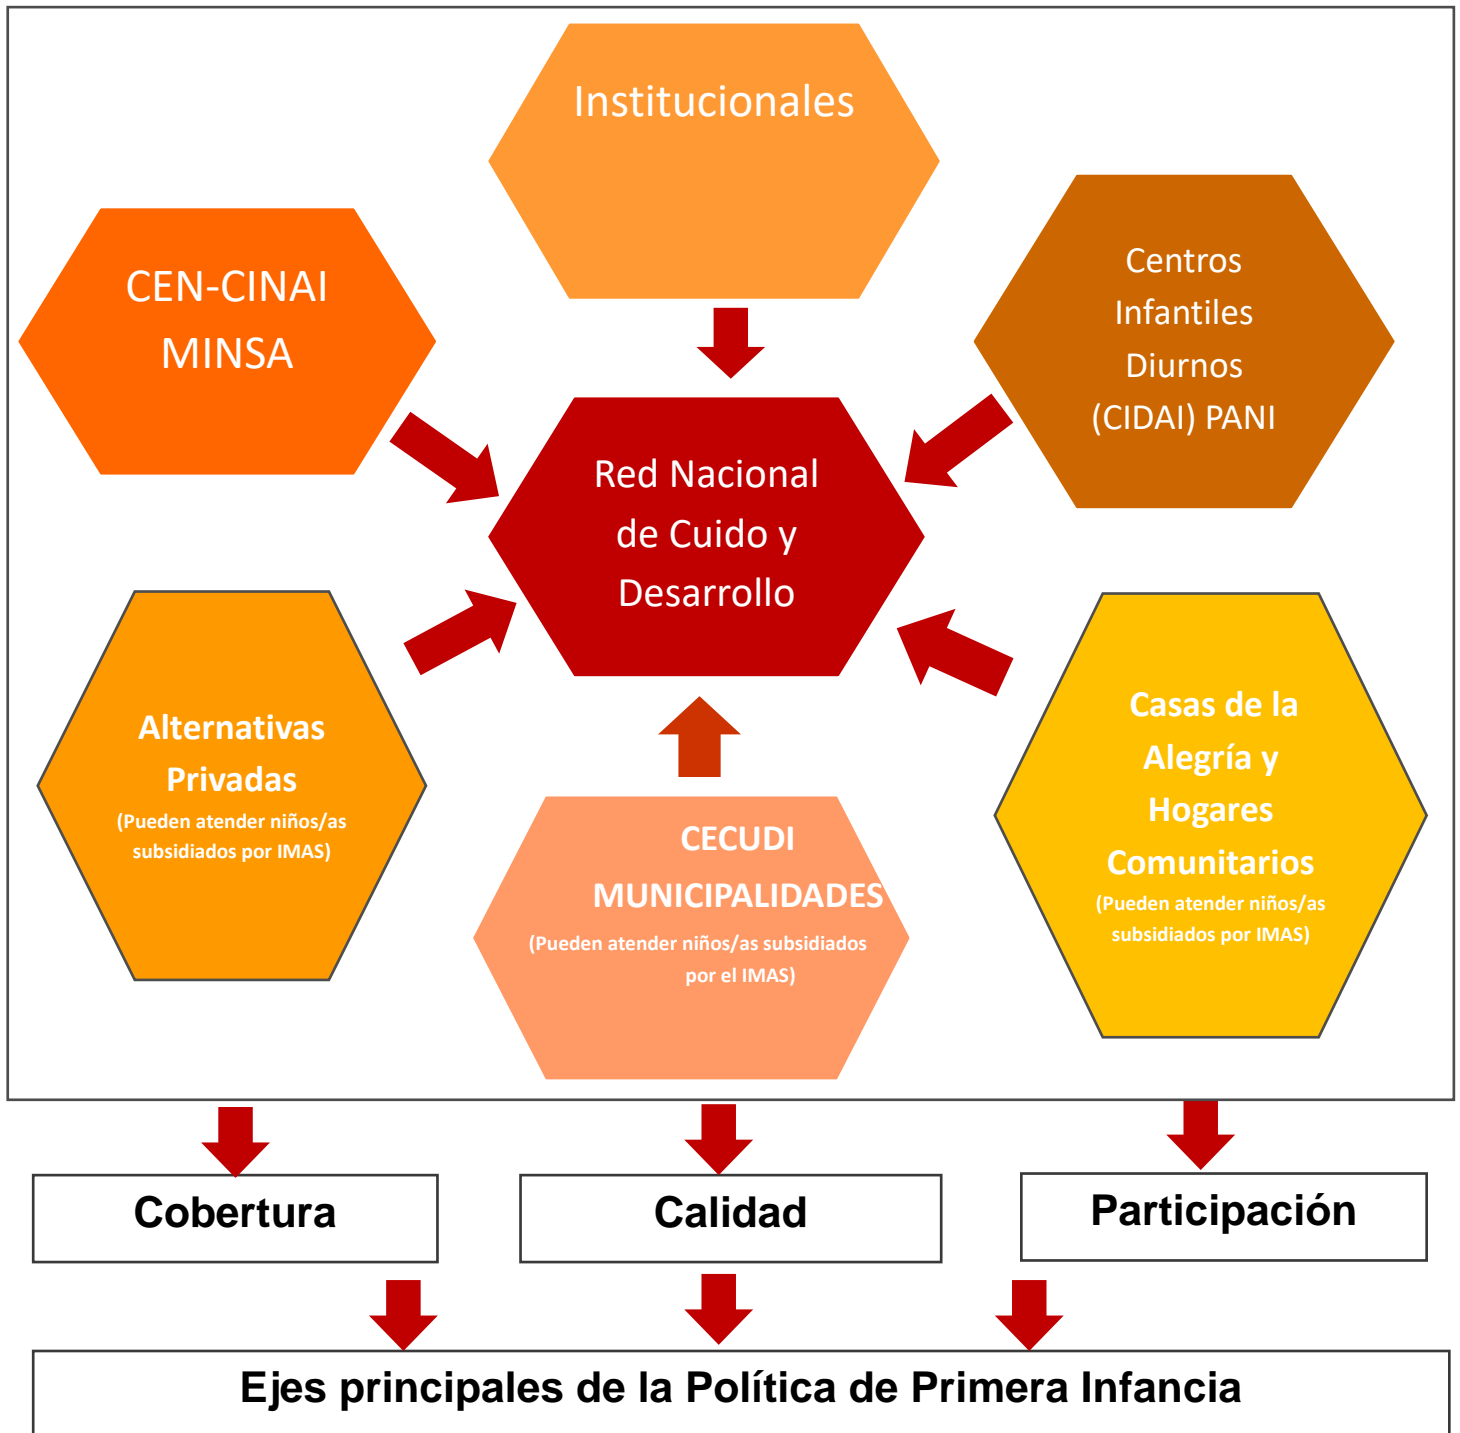 Institucionales
CEN-CINAI
MINSA
Centros
Infantiles
Diurnos
(CIDAI) PANI
Red Nacional
de Cuido y
Desarrollo
Alternativas
Privadas
(Pueden atender niños/as
subsidiados por IMAS)
CECUDI
MUNICIPALIDADES
(Pueden atender niños/as subsidiados
por el IMAS)
Casas de la
Alegría y
Hogares
Comunitarios
(Pueden atender niños/as
subsidiados por IMAS)
Cobertura
Calidad
Participación
Ejes principales de la Política de Primera Infancia